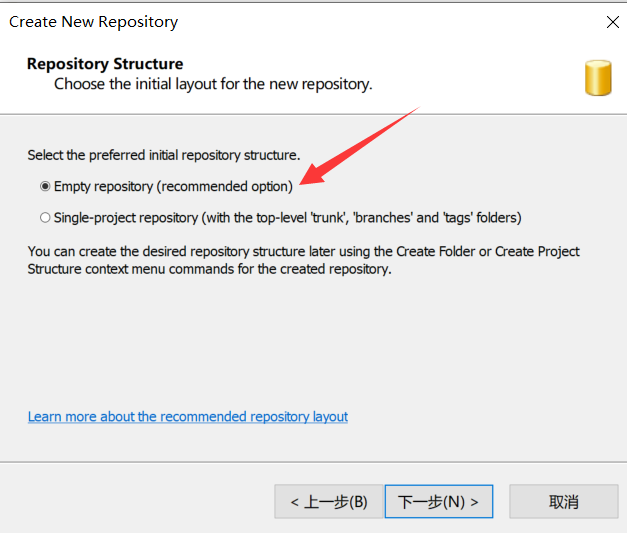 Create New Repository
Repository Structure
Choose the initial layout for the new repository.
Select the preferred initial repository structure.
Empty repository (recommended option)
Single-project repository (with the top-level 'trunk', 'branches' and 'tags' folders)
You can create the desired repository structure later using the Create Folder or Create Project
Structure context menu commands for the created repository.
Learn more about the recommended repository layout
< 上一步(B)
下一步(N) >
取消